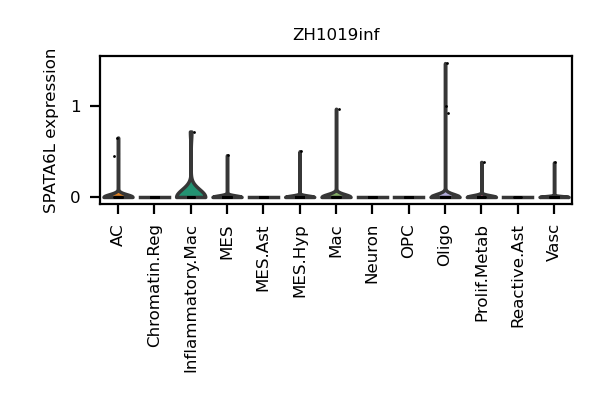 ZH1019inf
SPATA6L expression
1
0
AC
Chromatin.Reg
Inflammatory.Mac
MES
MES.Ast
MES.Hyp
Mac
Neuron
OPC
Oligo
Prolif.Metab
Reactive.Ast
Vasc